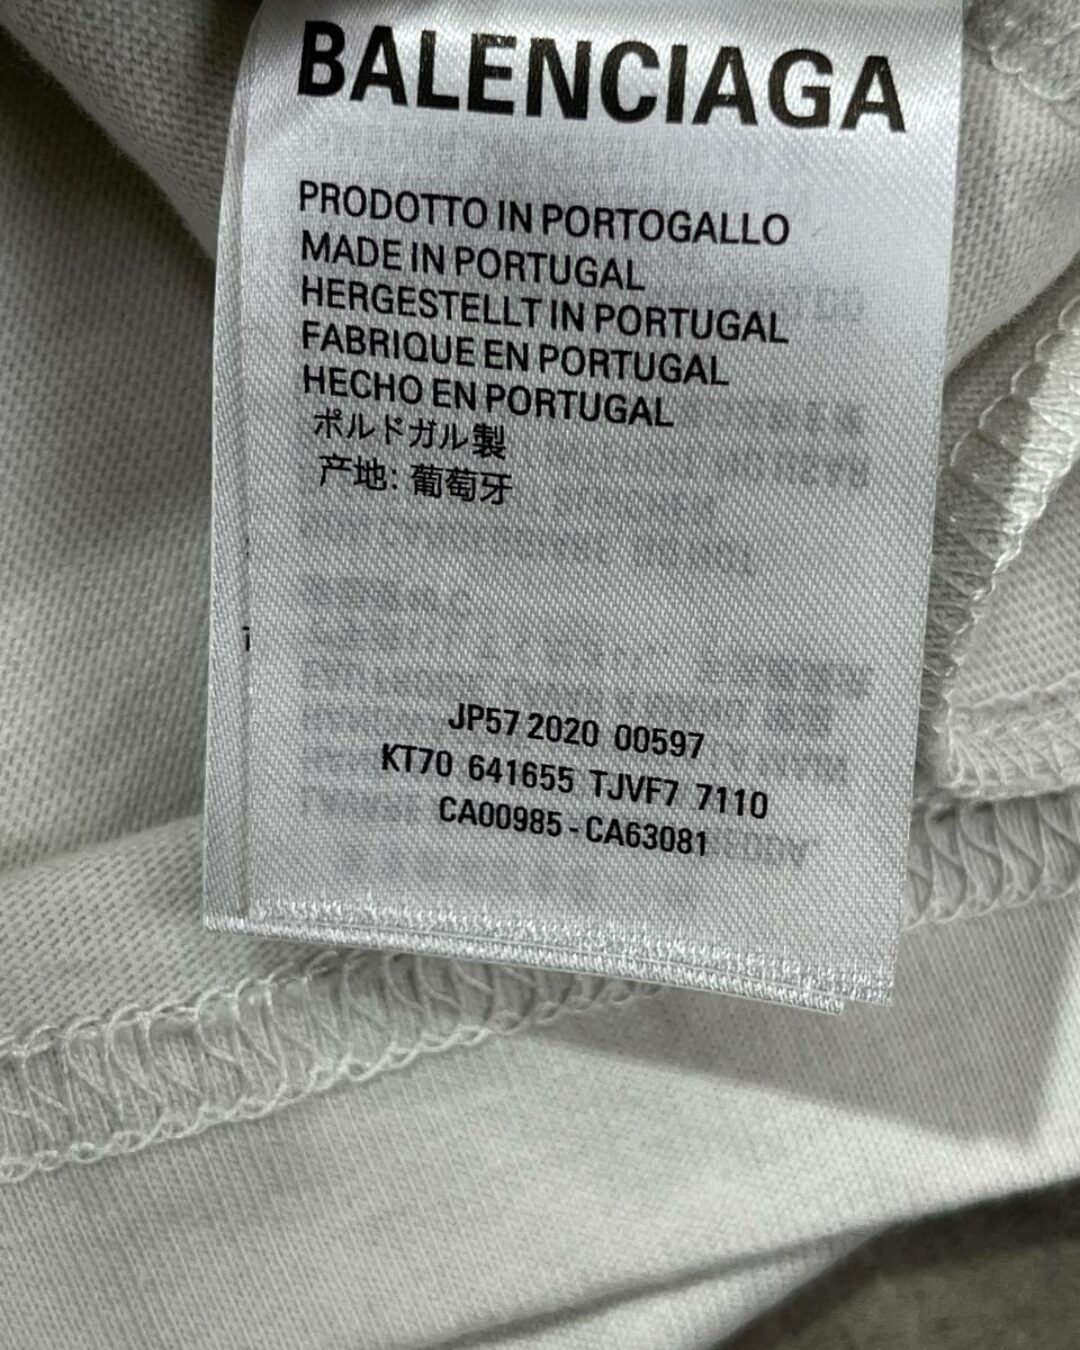 BALENCIAGA
PRODOTTO IN PORTOGALLO
MADE IN PORTUGAL
HERGESTELLT IN PORTUGAL
FABRIQUE EN PORTUGAL
HECHO EN PORTUGAL
ポルドガル製
产地: 葡萄牙
JP57 2020 00597
KT70 641655 TJVF7 7110
CA00985 - CA63081